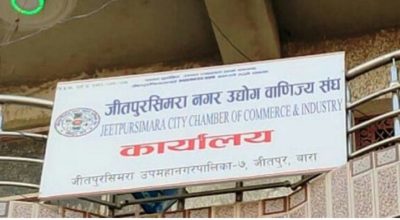 जीतपुरसिमरा नगर उद्योग वाणिज्य संघ
JEETPURSIMARA CITY CHAMBER OF COMMERCE & INDUSTRY
कार्यालय
जीतपुरसिमरा उपमहानगरपालिका-७, जीतपुर, बारा